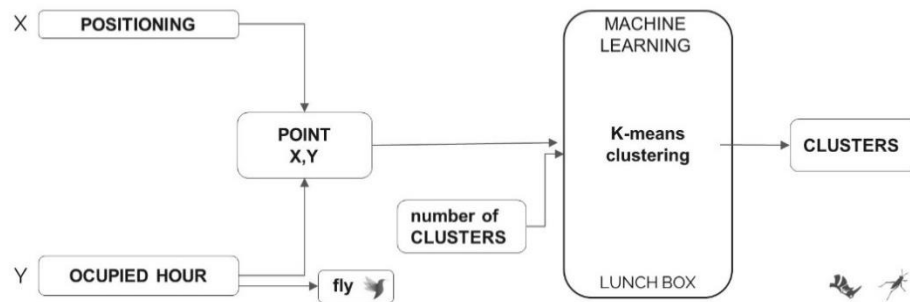 X
POSITIONING
MACHINE
LEARNING
POINT
X,Y
K-means
clustering
CLUSTERS
number of
CLUSTERS
Y
OCUPIED HOUR
fly
LUNCH BOX